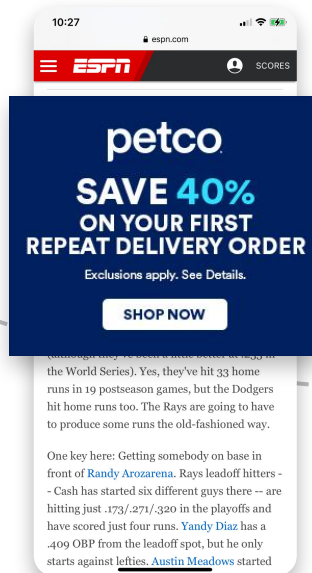 10:27
espn.com
ESPN
SCORES
petco
SAVE 40%
ON YOUR FIRST
REPEAT DELIVERY ORDER
Exclusions apply. See Details.
SHOP NOW
the World Series). Yes, they've hit 33 home
runs in 19 postseason games, but the Dodgers
hit home runs too. The Rays are going to have
to produce some runs the old-fashioned way.
One key here: Getting somebody on base in
front of Randy Arozarena. Rays leadoff hitters -
- Cash has started six different guys there -- are
hitting just .173/.271/.320 in the playoffs and
have scored just four runs. Yandy Diaz has a
.409 OBP from the leadoff spot, but he only
starts against lefties. Austin Meadows started